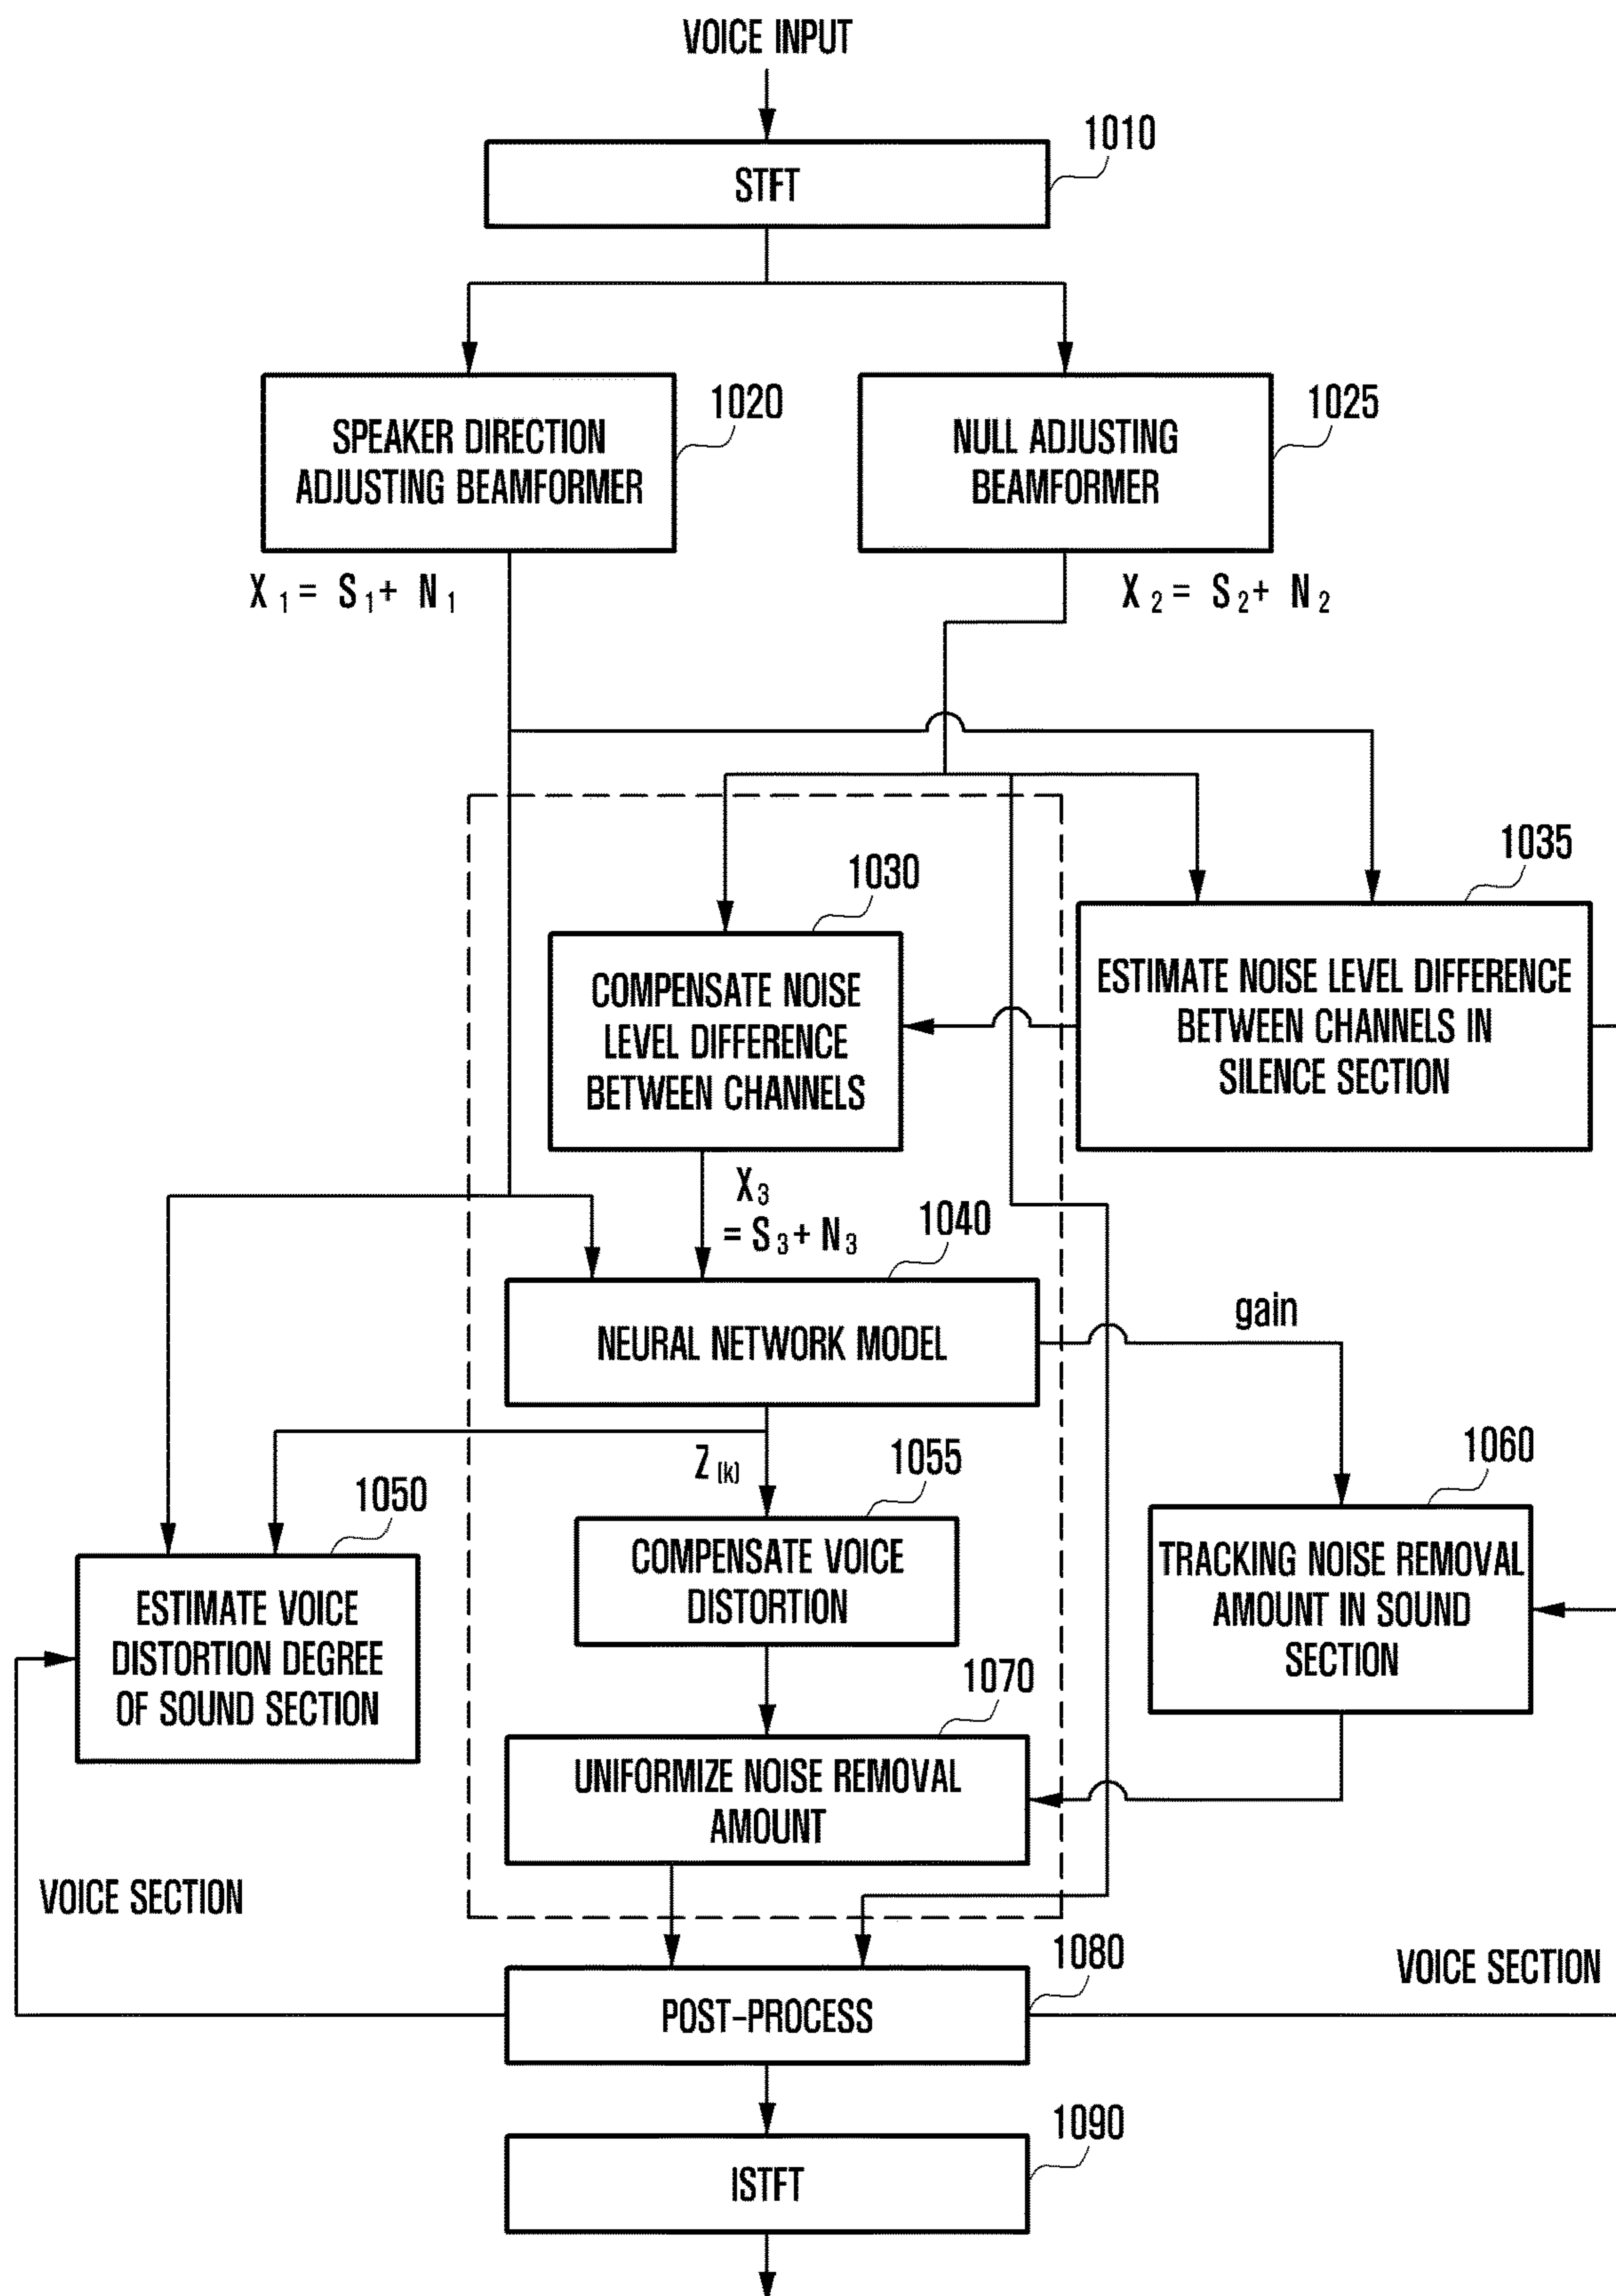 VOICE INPUT
1010
STFT
1020
SPEAKER DIRECTION
ADJUSTING BEAMFORMER
1025
NULL ADJUSTING
BEAMFORMER
X1 = S1 + N1
X2 = S2 + N2
1030
COMPENSATE NOISE
LEVEL DIFFERENCE
BETWEEN CHANNELS
1035
ESTIMATE NOISE LEVEL DIFFERENCE
BETWEEN CHANNELS IN
SILENCE SECTION
X3
= S3 + N3
1040
NEURAL NETWORK MODEL
gain
Z(k)
1050
ESTIMATE VOICE
DISTORTION DEGREE
OF SOUND SECTION
1055
COMPENSATE VOICE
DISTORTION
1060
TRACKING NOISE REMOVAL
AMOUNT IN SOUND
SECTION
1070
UNIFORMIZE NOISE REMOVAL
AMOUNT
VOICE SECTION
1080
POST-PROCESS
VOICE SECTION
1090
ISTFT